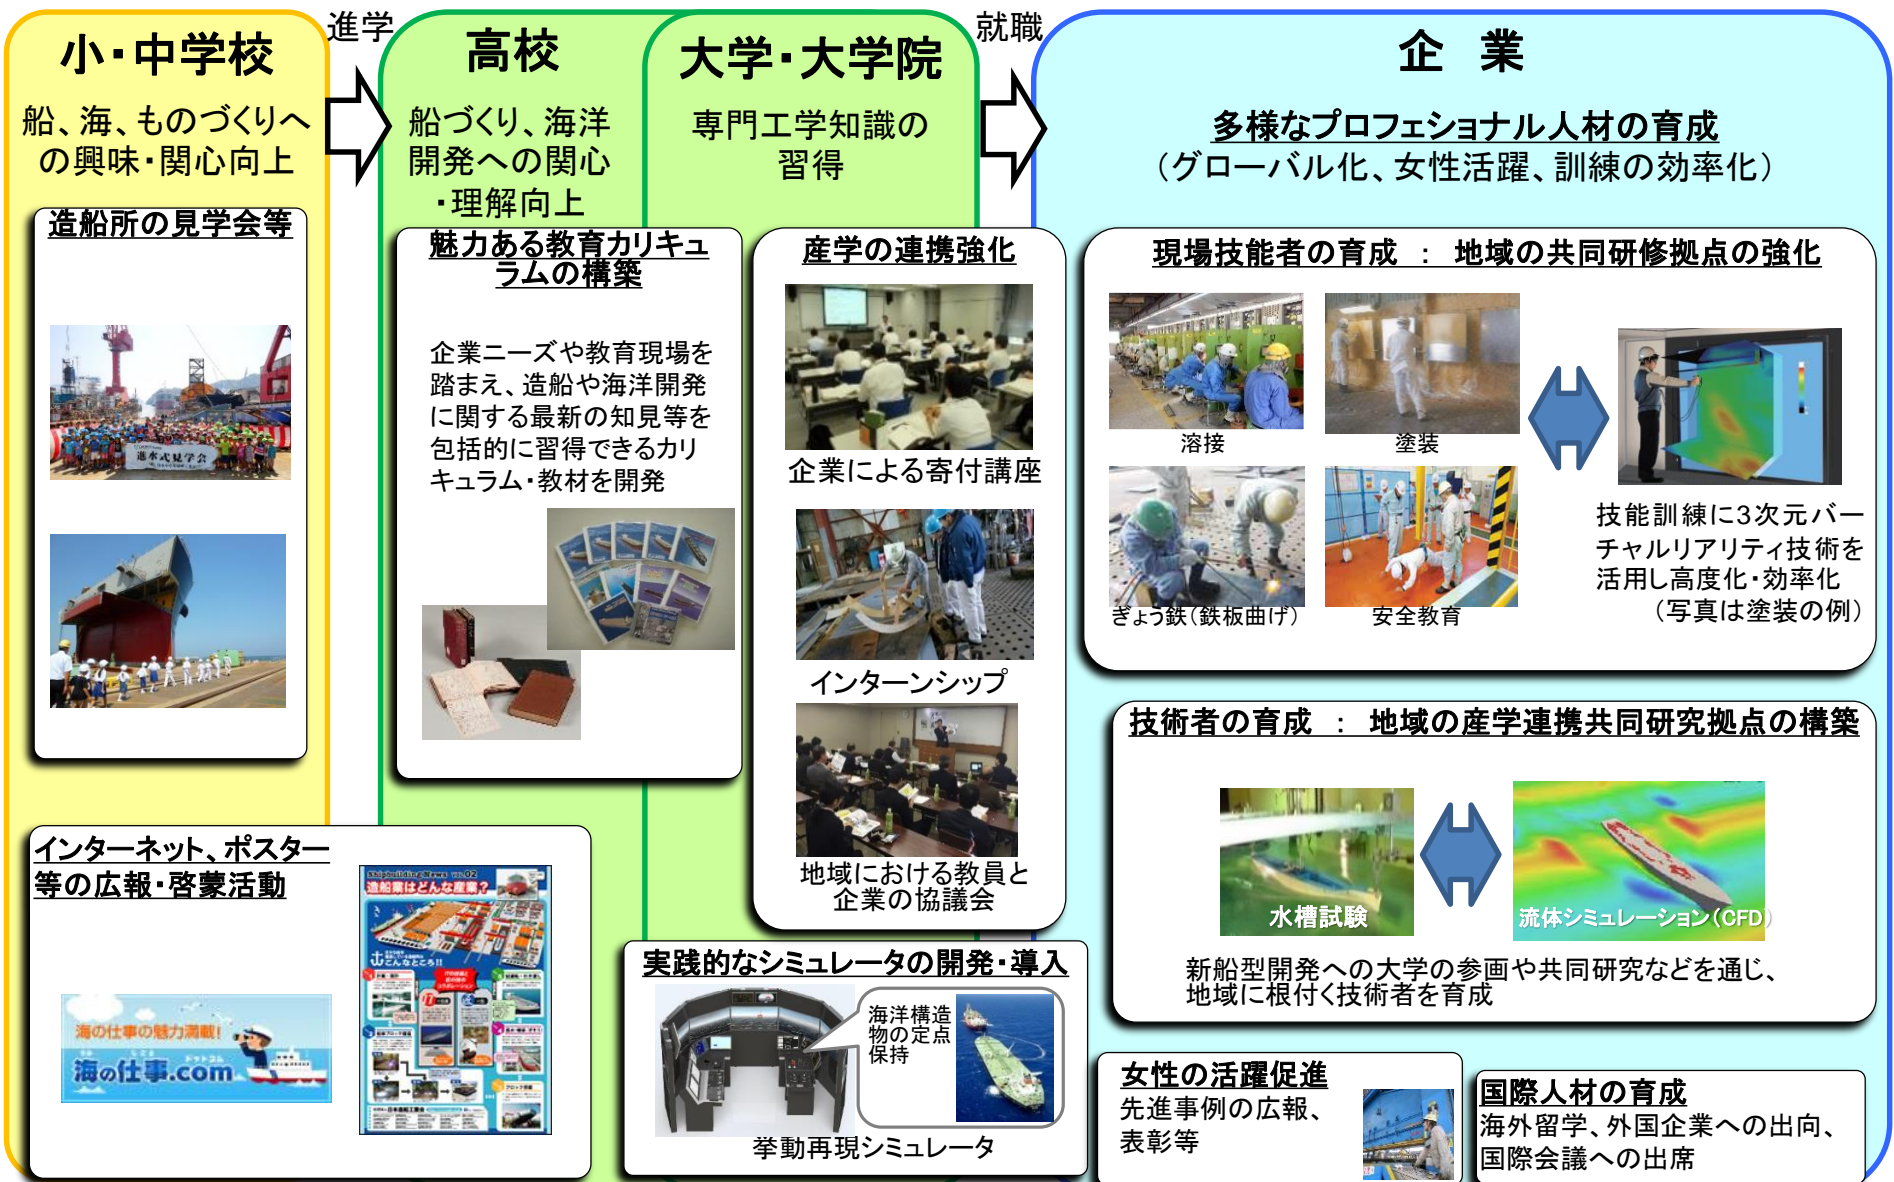 小・中学校
船、海、ものづくりへ
の興味・関心向上
造船所の見学会等
進水式見学会
進学
高校
船づくり、海洋
開発への関心
・理解向上
魅力ある教育カリキュ
ラムの構築
企業ニーズや教育現場を
踏まえ、造船や海洋開発
に関する最新の知見等を
包括的に習得できるカリ
キュラム・教材を開発
大学・大学院
専門工学知識の
習得
産学の連携強化
企業による寄付講座
インターンシップ
地域における教員と
企業の協議会
就職
企 業
多様なプロフェショナル人材の育成
（グローバル化、女性活躍、訓練の効率化）
現場技能者の育成 ： 地域の共同研修拠点の強化
溶接
塗装
ぎょう鉄（鉄板曲げ）
安全教育
技能訓練に3次元バー
チャルリアリティ技術を
活用し高度化・効率化
（写真は塗装の例）
技術者の育成 ： 地域の産学連携共同研究拠点の構築
水槽試験
流体シミュレーション（CFD）
新船型開発への大学の参画や共同研究などを通じ、
地域に根付く技術者を育成
インターネット、ポスター
等の広報・啓蒙活動
海の仕事の魅力満載!
海の仕事.com
Shipbuilding News VOL.02
造船業はどんな産業?
こんなところ!!
日本造船工業会
実践的なシミュレータの開発・導入
海洋構造
物の定点
保持
挙動再現シミュレータ
女性の活躍促進
先進事例の広報、
表彰等
国際人材の育成
海外留学、外国企業への出向、
国際会議への出席